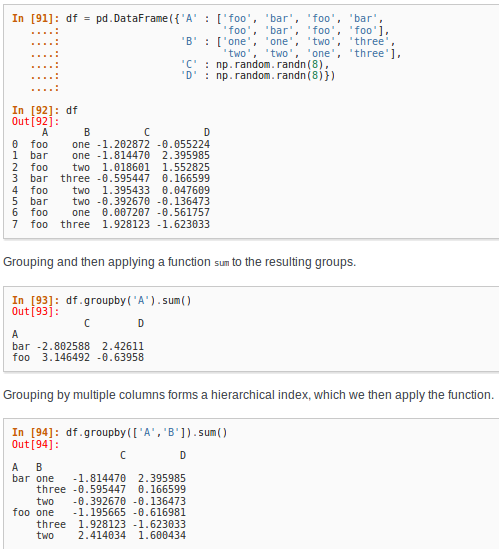 In [91]: df = pd.DataFrame({'A' : ['foo', 'bar', 'foo', 'bar',
   ....:                           'foo', 'bar', 'foo', 'foo'],
   ....:                    'B' : ['one', 'one', 'two', 'three',
   ....:                           'two', 'two', 'one', 'three'],
   ....:                    'C' : np.random.randn(8),
   ....:                    'D' : np.random.randn(8)})
   ....:
In [92]: df
Out[92]:
     A      B         C         D
0  foo    one -1.202872 -0.055224
1  bar    one -1.814470  2.395985
2  foo    two  1.018601  1.552825
3  bar  three -0.595447  0.166599
4  foo    two  1.395433  0.047609
5  bar    two -0.392670 -0.136473
6  foo    one  0.007207 -0.561757
7  foo  three  1.928123 -1.623033
Grouping and then applying a function sum to the resulting groups.
In [93]: df.groupby('A').sum()
Out[93]:
            C        D
A
bar -2.802588  2.42611
foo  3.146492 -0.63958
Grouping by multiple columns forms a hierarchical index, which we then apply the function.
In [94]: df.groupby(['A','B']).sum()
Out[94]:
                  C         D
A   B
bar one   -1.814470  2.395985
    three -0.595447  0.166599
    two   -0.392670 -0.136473
foo one   -1.195665 -0.616981
    three  1.928123 -1.623033
    two    2.414034  1.600434